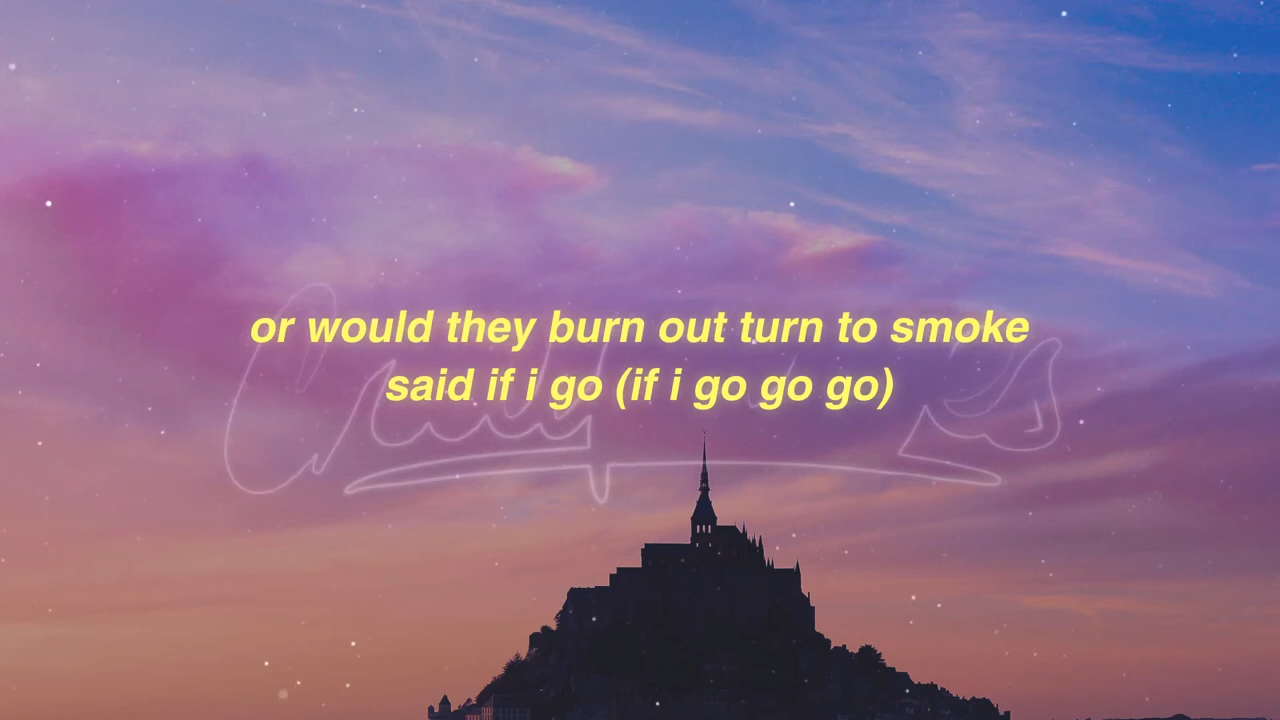 or would they burn out turn to smoke
said if i go (if i go go go)